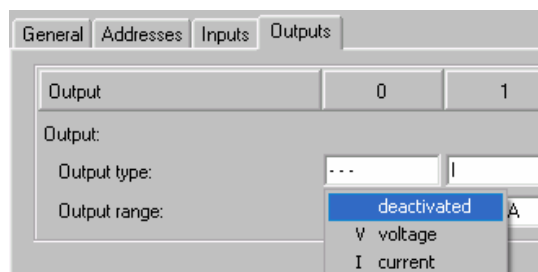 General Addresses Inputs Outputs
Output 0 1
Output:
Output type: --- I
Output range: A
deactivated
V voltage
I current